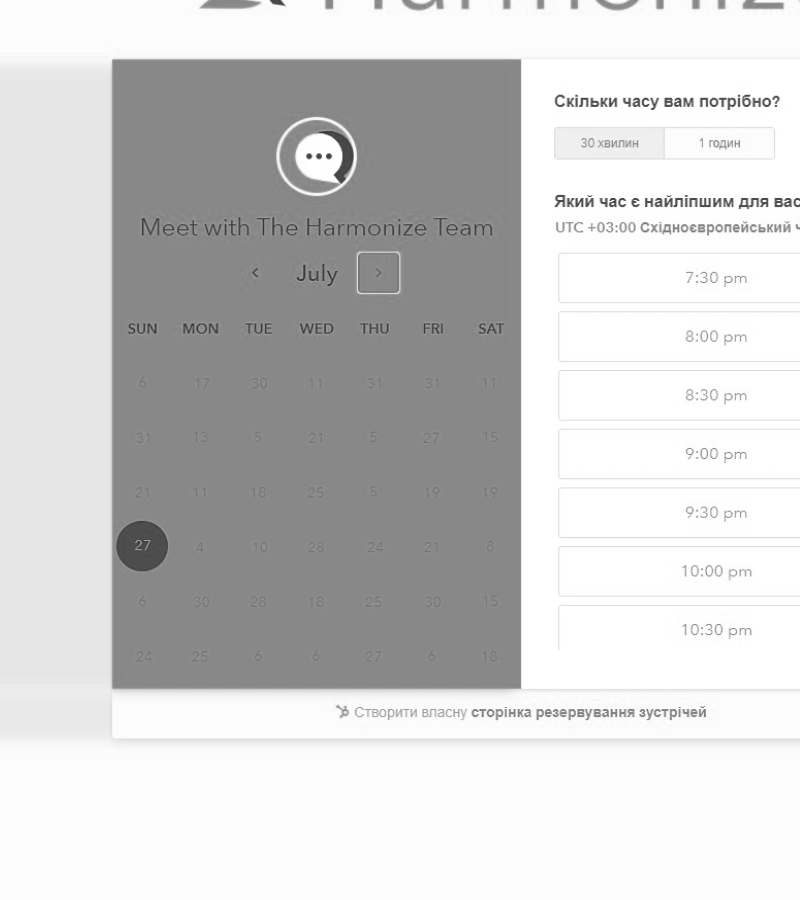 Harmonize
Meet with The Harmonize Team
‹ July ›
SUN MON TUE WED THU FRI SAT
6 17 30 11 31 31 11
31 13 5 21 5 27 15
21 11 18 25 5 19 19
27 4 10 28 24 21 8
6 30 28 18 25 30 15
24 25 6 6 27 6 18
Скільки часу вам потрібно?
30 хвилин 1 годин
Який час є найліпшим для вас
UTC +03:00 Східноєвропейський ч
7:30 pm
8:00 pm
8:30 pm
9:00 pm
9:30 pm
10:00 pm
10:30 pm
Створити власну сторінка резервування зустрічей